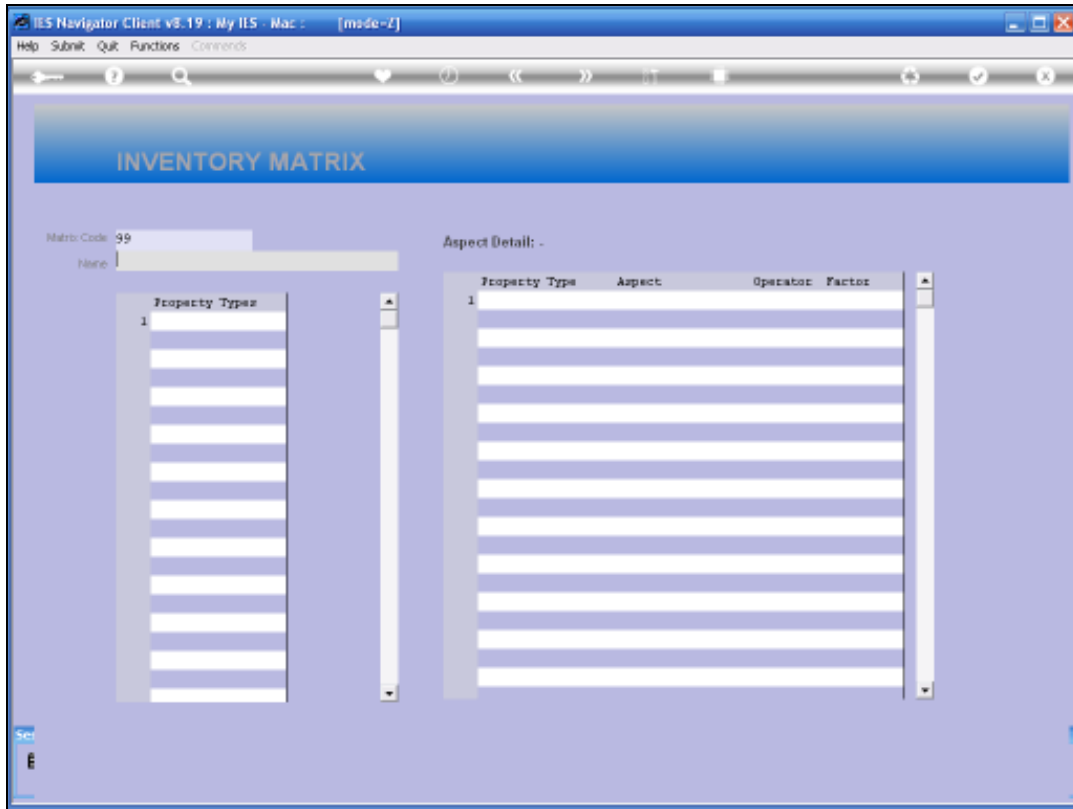 IES Navigator Client v8.19 : My IES - Mac : [mode=Z]
Help Submit Quit Functions Commends
INVENTORY MATRIX
Matrix Code 99
Name
Aspect Detail: -
Property Types
1
Property Type Aspect Operator Factor
1